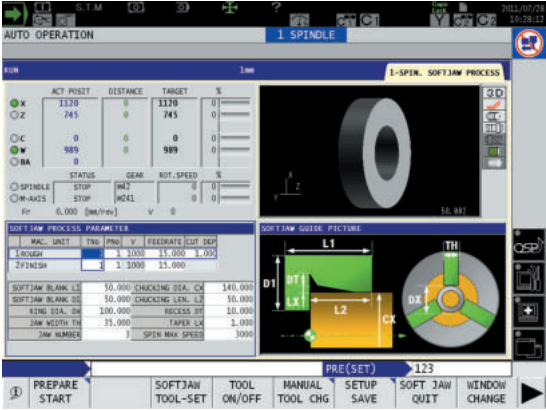 S.T.M
?
Caps Lock
2011/07/28
10:28:12
C1
Y
C2
AUTO OPERATION
1 SPINDLE
RUN
1mm
1-SPIN. SOFTJAW PROCESS
ACT POSIT DISTANCE TARGET %
X 1120 0 1120 0
Z 745 0 745 0
C 0 0 0 0
W 989 0 989 0
BA 0 0
STATUS GEAR ROT.SPEED %
SPINDLE STOP M42 0 0
M-AXIS STOP M241 0 0
Fr 0.000 [mm/rev] V 0
3D
X
Y Z
SOFTJAW PROCESS PARAMETER
MAC. UNIT TNo PNo V FEEDRATE CUT DEP
1ROUGH 1 1000 15.000 1.000
2FINISH 1 1 1000 15.000
SOFTJAW BLANK L1 50.000 CHUCKING DIA. CX 140.000
SOFTJAW BLANK D1 50.000 CHUCKING LEN. L2 50.000
RING DIA. DX 100.000 RECESS DT 10.000
JAW WIDTH TH 35.000 TAPER LX 1.000
JAW NUMBER 3 SPIN MAX SPEED 3000
SOFTJAW GUIDE PICTURE
L1
TH
D1
DT
LX
L2
CX
DX
OSP
PRE(SET) 123
PREPARE START
SOFTJAW TOOL-SET
TOOL ON/OFF
MANUAL TOOL CHG
SETUP SAVE
SOFT JAW QUIT
WINDOW CHANGE